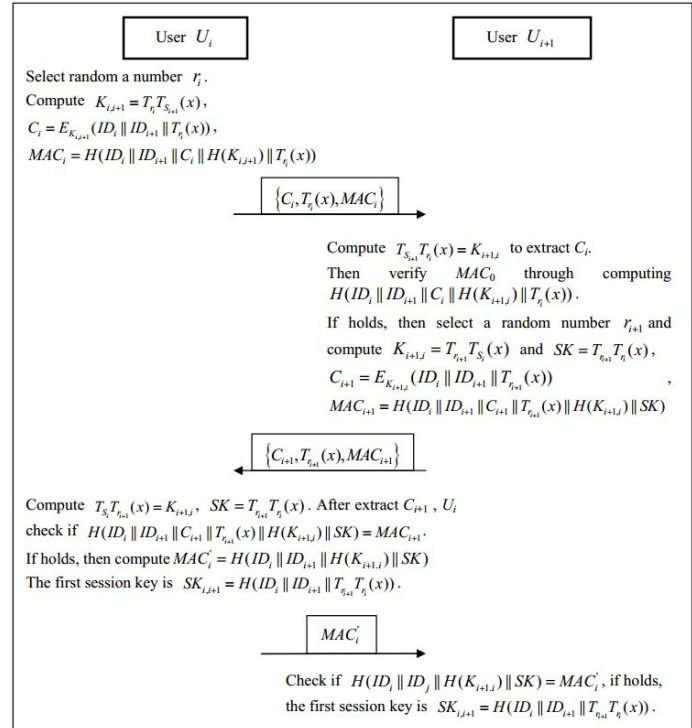 User U_i
User U_{i+1}
Select random a number r_i.
Compute K_{i,i+1} = T_{r_i}T_{S_{i+1}}(x),
C_i = E_{K_{i,i+1}}(ID_i || ID_{i+1} || T_{r_i}(x)),
MAC_i = H(ID_i || ID_{i+1} || C_i || H(K_{i,i+1}) || T_{r_i}(x))
{C_i, T_{r_i}(x), MAC_i}
Compute T_{S_{i+1}}T_{r_i}(x) = K_{i+1,i} to extract C_i.
Then verify MAC_0 through computing
H(ID_i || ID_{i+1} || C_i || H(K_{i+1,i}) || T_{r_i}(x)).
If holds, then select a random number r_{i+1} and
compute K_{i+1,i} = T_{r_{i+1}}T_{S_i}(x) and SK = T_{r_{i+1}}T_{r_i}(x),
C_{i+1} = E_{K_{i+1,i}}(ID_i || ID_{i+1} || T_{r_{i+1}}(x)) ,
MAC_{i+1} = H(ID_i || ID_{i+1} || C_{i+1} || T_{r_{i+1}}(x) || H(K_{i+1,i}) || SK)
{C_{i+1}, T_{r_{i+1}}(x), MAC_{i+1}}
Compute T_{S_i}T_{r_{i+1}}(x) = K_{i+1,i}, SK = T_{r_{i+1}}T_{r_i}(x). After extract C_{i+1}, U_i
check if H(ID_i || ID_{i+1} || C_{i+1} || T_{r_{i+1}}(x) || H(K_{i+1,i}) || SK) = MAC_{i+1}.
If holds, then compute MAC_i' = H(ID_i || ID_{i+1} || H(K_{i+1,i}) || SK)
The first session key is SK_{i,i+1} = H(ID_i || ID_{i+1} || T_{r_{i+1}}T_{r_i}(x)).
MAC_i'
Check if H(ID_i || ID_j || H(K_{i+1,i}) || SK) = MAC_i', if holds,
the first session key is SK_{i,i+1} = H(ID_i || ID_{i+1} || T_{r_{i+1}}T_{r_i}(x)).